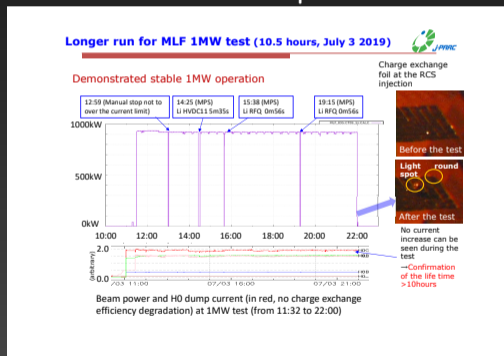 Longer run for MLF 1MW test (10.5 hours, July 3 2019)
J-PARC
Demonstrated stable 1MW operation
Charge exchange
foil at the RCS
injection
12:59 (Manual stop not to
over the current limit)
14:25 (MPS)
Li HVDC11 5m35s
15:38 (MPS)
Li RFQ 0m56s
19:15 (MPS)
Li RFQ 0m56s
1000kW
500kW
0kW
10:00 12:00 14:00 16:00 18:00 20:00 22:00
Before the test
Light round
spot
After the test
No current
increase can be
seen during the
test
→Confirmation
of the life time
>10hours
2.0
0.0
(arbitrary)
/03 11:00 07/03 16:00 07/03 21:00
Beam power and H0 dump current (in red, no charge exchange
efficiency degradation) at 1MW test (from 11:32 to 22:00)